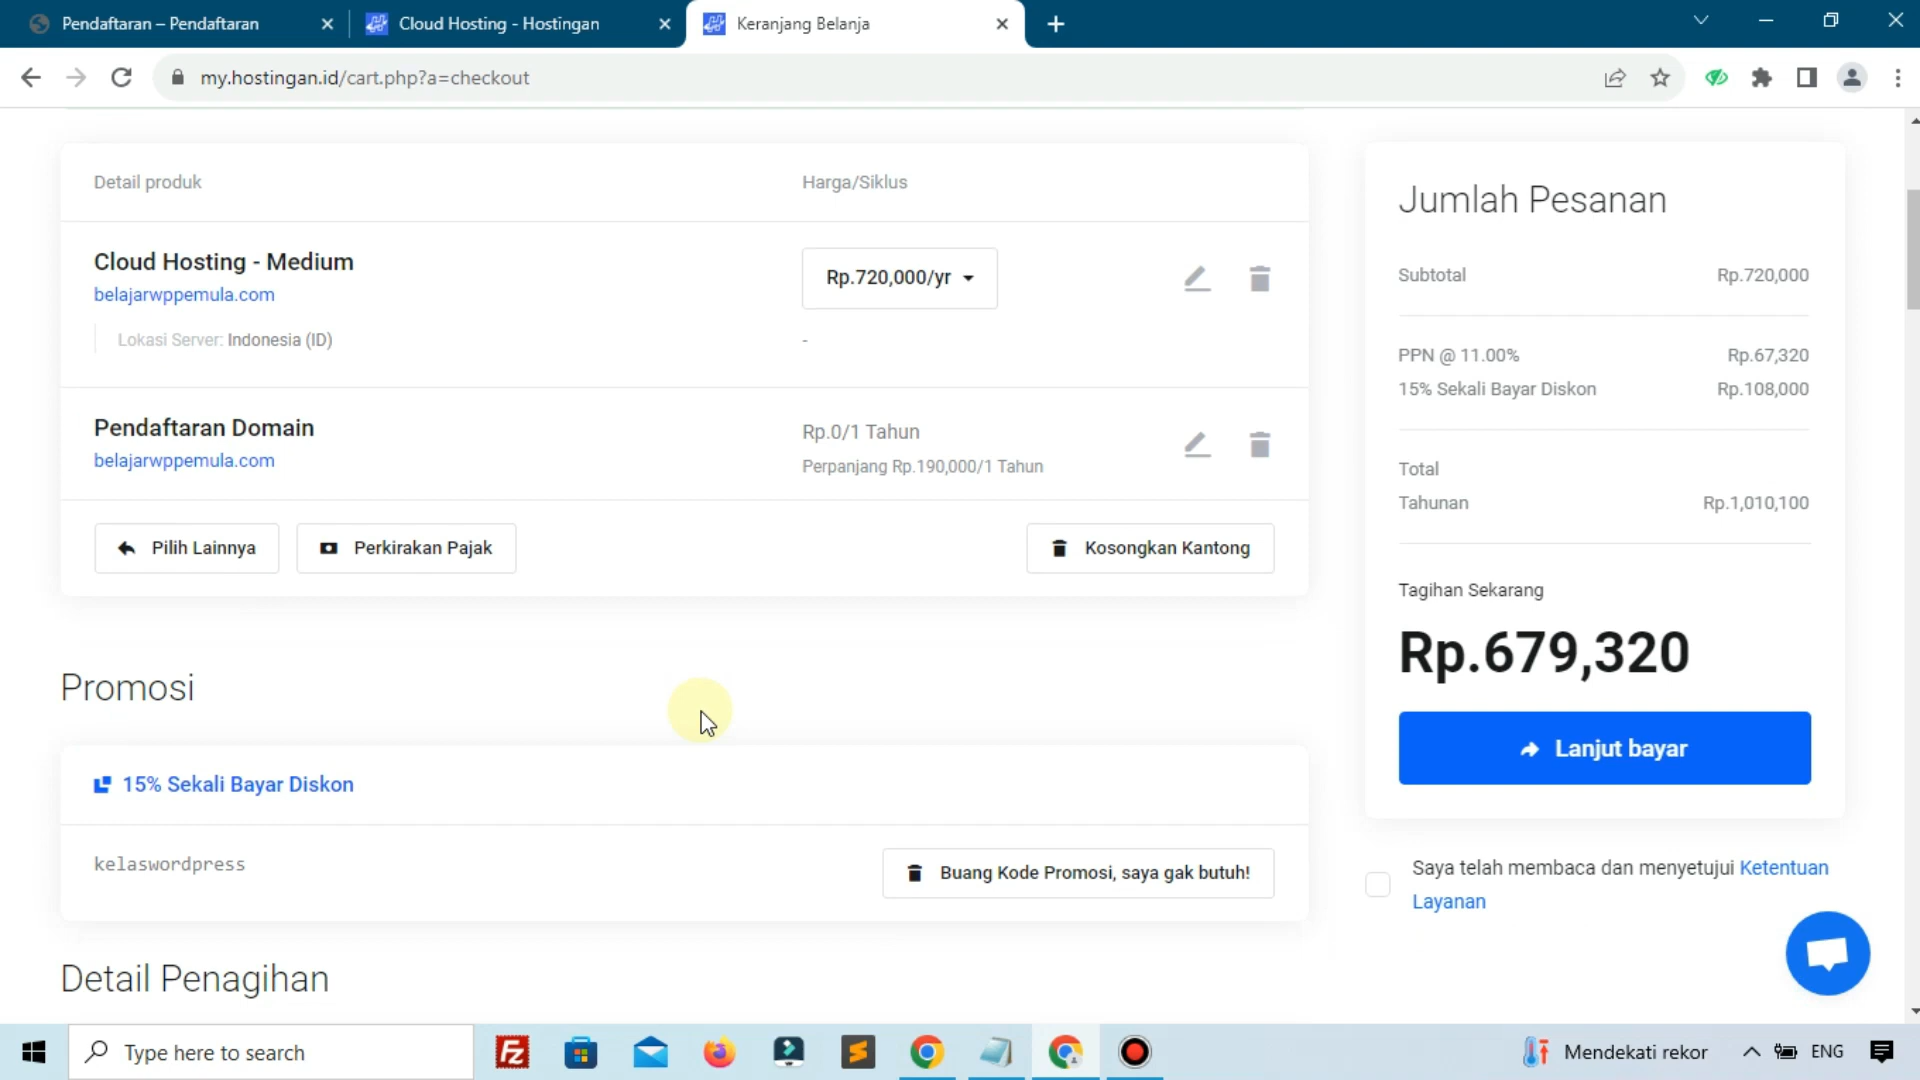 Pendaftaran – Pendaftaran
Cloud Hosting - Hostingan
Keranjang Belanja
my.hostingan.id/cart.php?a=checkout
Detail produk
Harga/Siklus
Cloud Hosting - Medium
Rp.720,000/yr
belajarwppemula.com
Lokasi Server: Indonesia (ID)
-
Pendaftaran Domain
Rp.0/1 Tahun
belajarwppemula.com
Perpanjang Rp.190,000/1 Tahun
Pilih Lainnya
Perkirakan Pajak
Kosongkan Kantong
Promosi
15% Sekali Bayar Diskon
kelaswordpress
Buang Kode Promosi, saya gak butuh!
Detail Penagihan
Jumlah Pesanan
Subtotal Rp.720,000
PPN @ 11.00% Rp.67,320
15% Sekali Bayar Diskon Rp.108,000
Total
Tahunan Rp.1,010,100
Tagihan Sekarang
Rp.679,320
Lanjut bayar
Saya telah membaca dan menyetujui Ketentuan
Layanan
Type here to search
Mendekati rekor
ENG